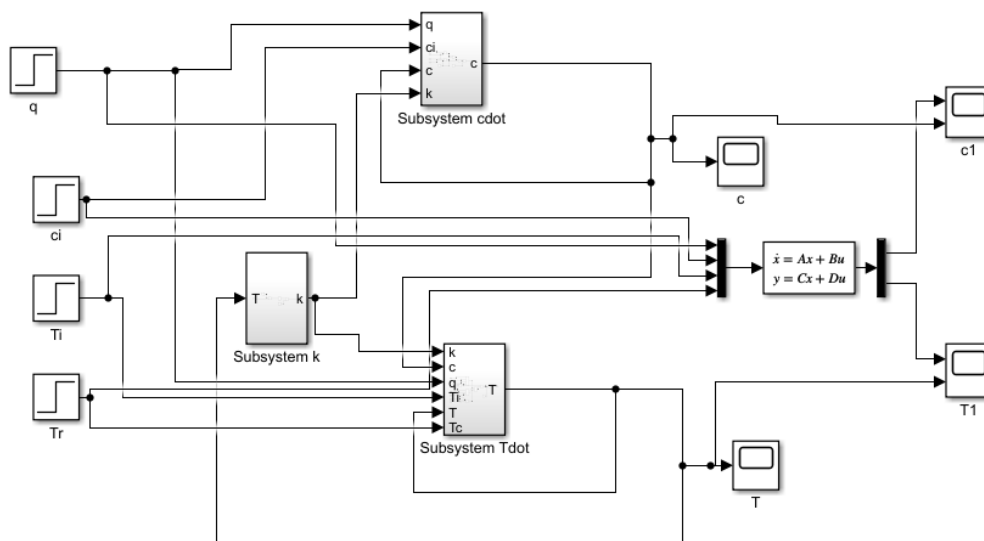 q
ci
c
k
c
Subsystem cdot
q
c1
c
ci
ẋ = Ax + Bu
y = Cx + Du
T
k
Subsystem k
Ti
k
c
q
Ti
T
Tc
T
Subsystem Tdot
T1
Tr
T